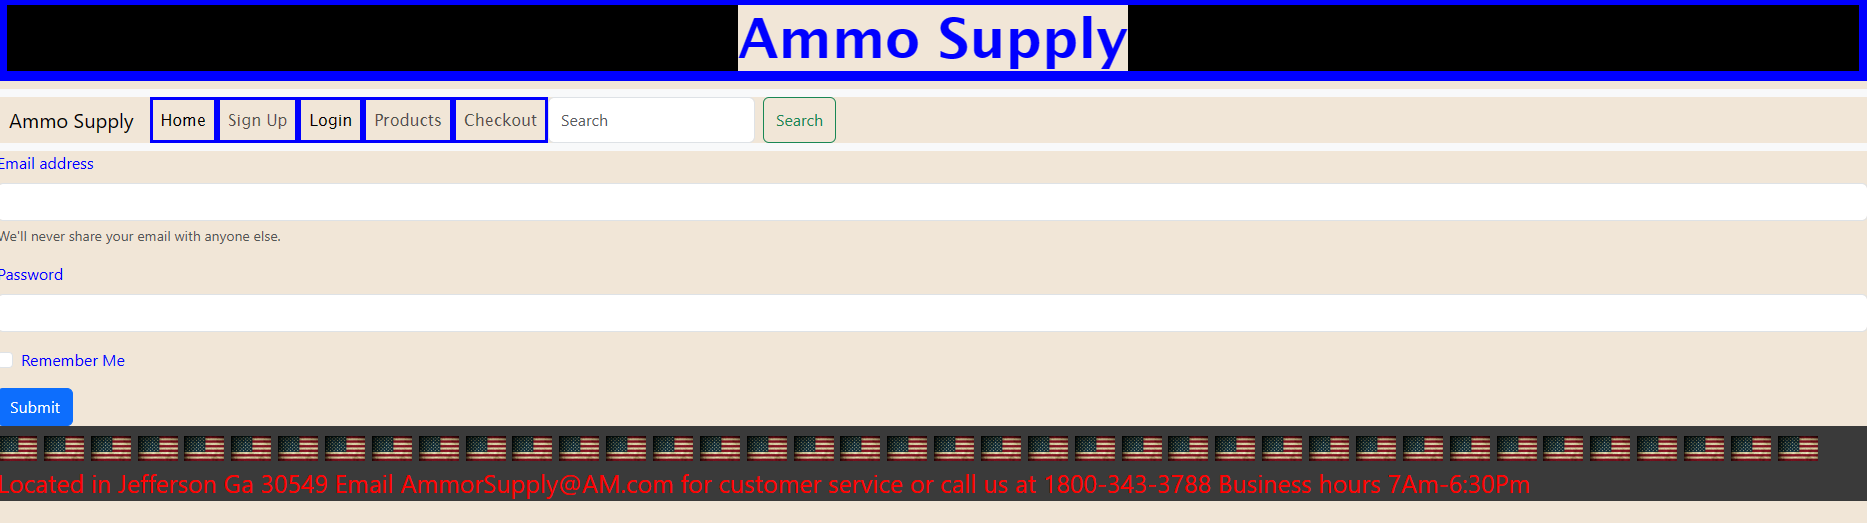 Ammo Supply
Ammo Supply Home Sign Up Login Products Checkout Search Search
Email address
We'll never share your email with anyone else.
Password
Remember Me
Submit
Located in Jefferson Ga 30549 Email AmmorSupply@AM.com for customer service or call us at 1800-343-3788 Business hours 7Am-6:30Pm